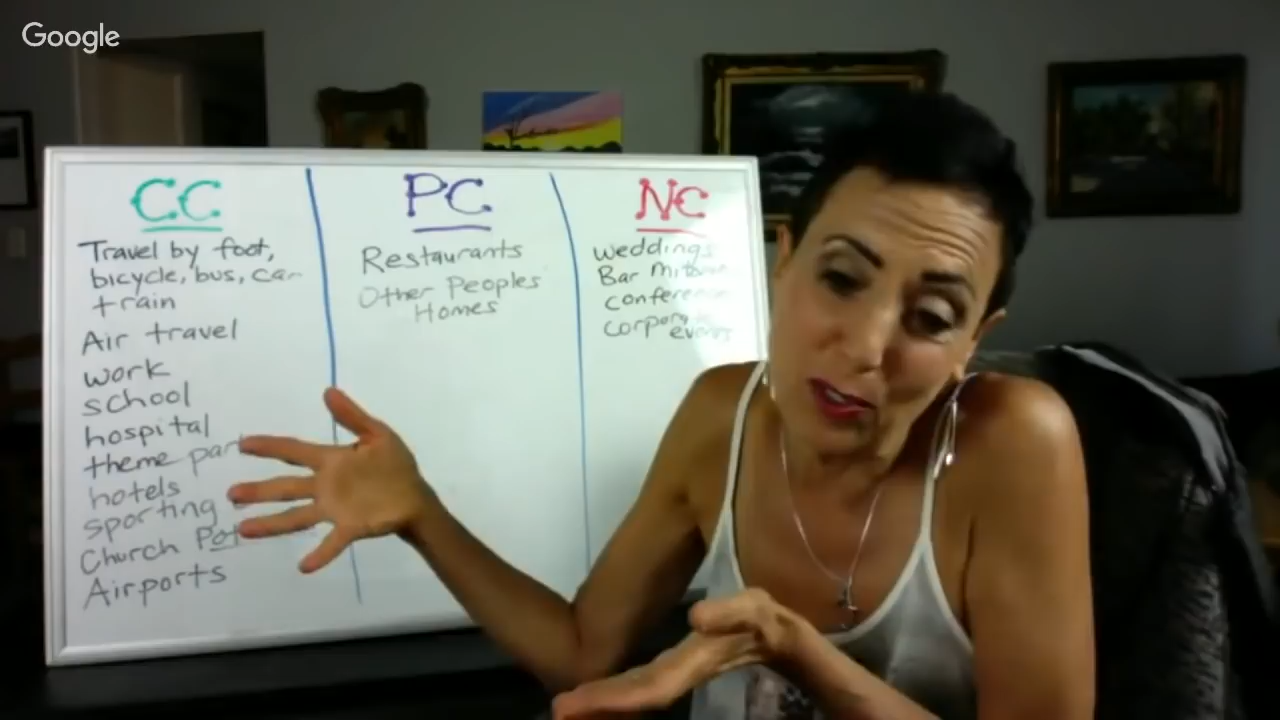 Google
CC
Travel by foot,
bicycle, bus, car
train
Air travel
work
school
hospital
theme
hotels
sporting
Church
Airports
PC
Restaurants
Other Peoples
Homes
NC
weddings
Bar